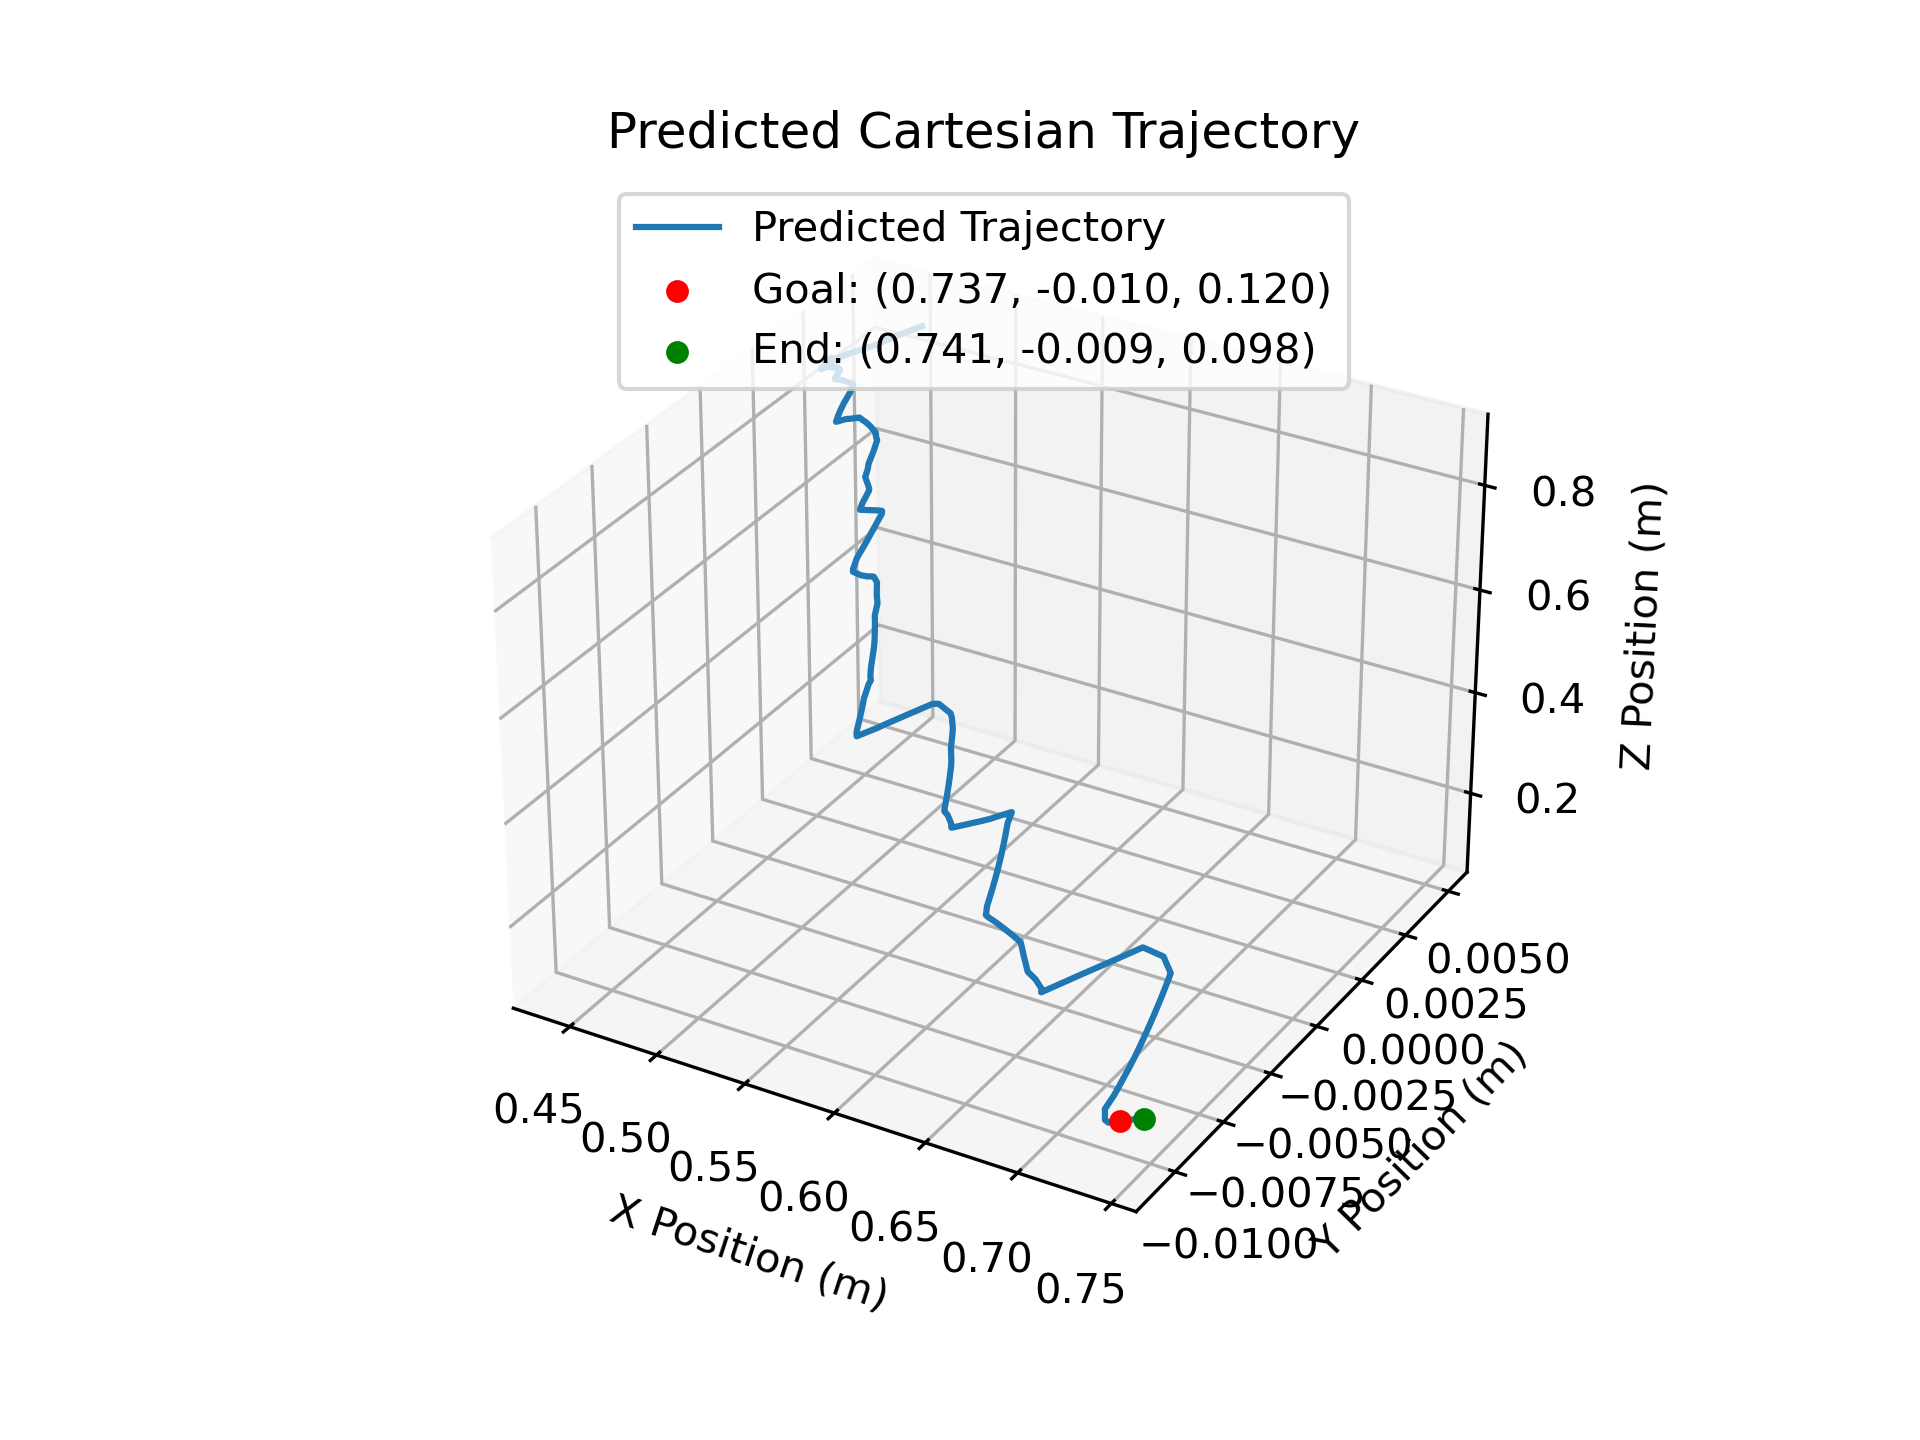 Predicted Cartesian Trajectory
Predicted Trajectory
Goal: (0.737, -0.010, 0.120)
End: (0.741, -0.009, 0.098)
0.8
0.6
0.4
0.2
Z Position (m)
0.0050
0.0025
0.0000
−0.0025
−0.0050
−0.0075
−0.0100
Y Position (m)
0.45
0.50
0.55
0.60
0.65
0.70
0.75
X Position (m)